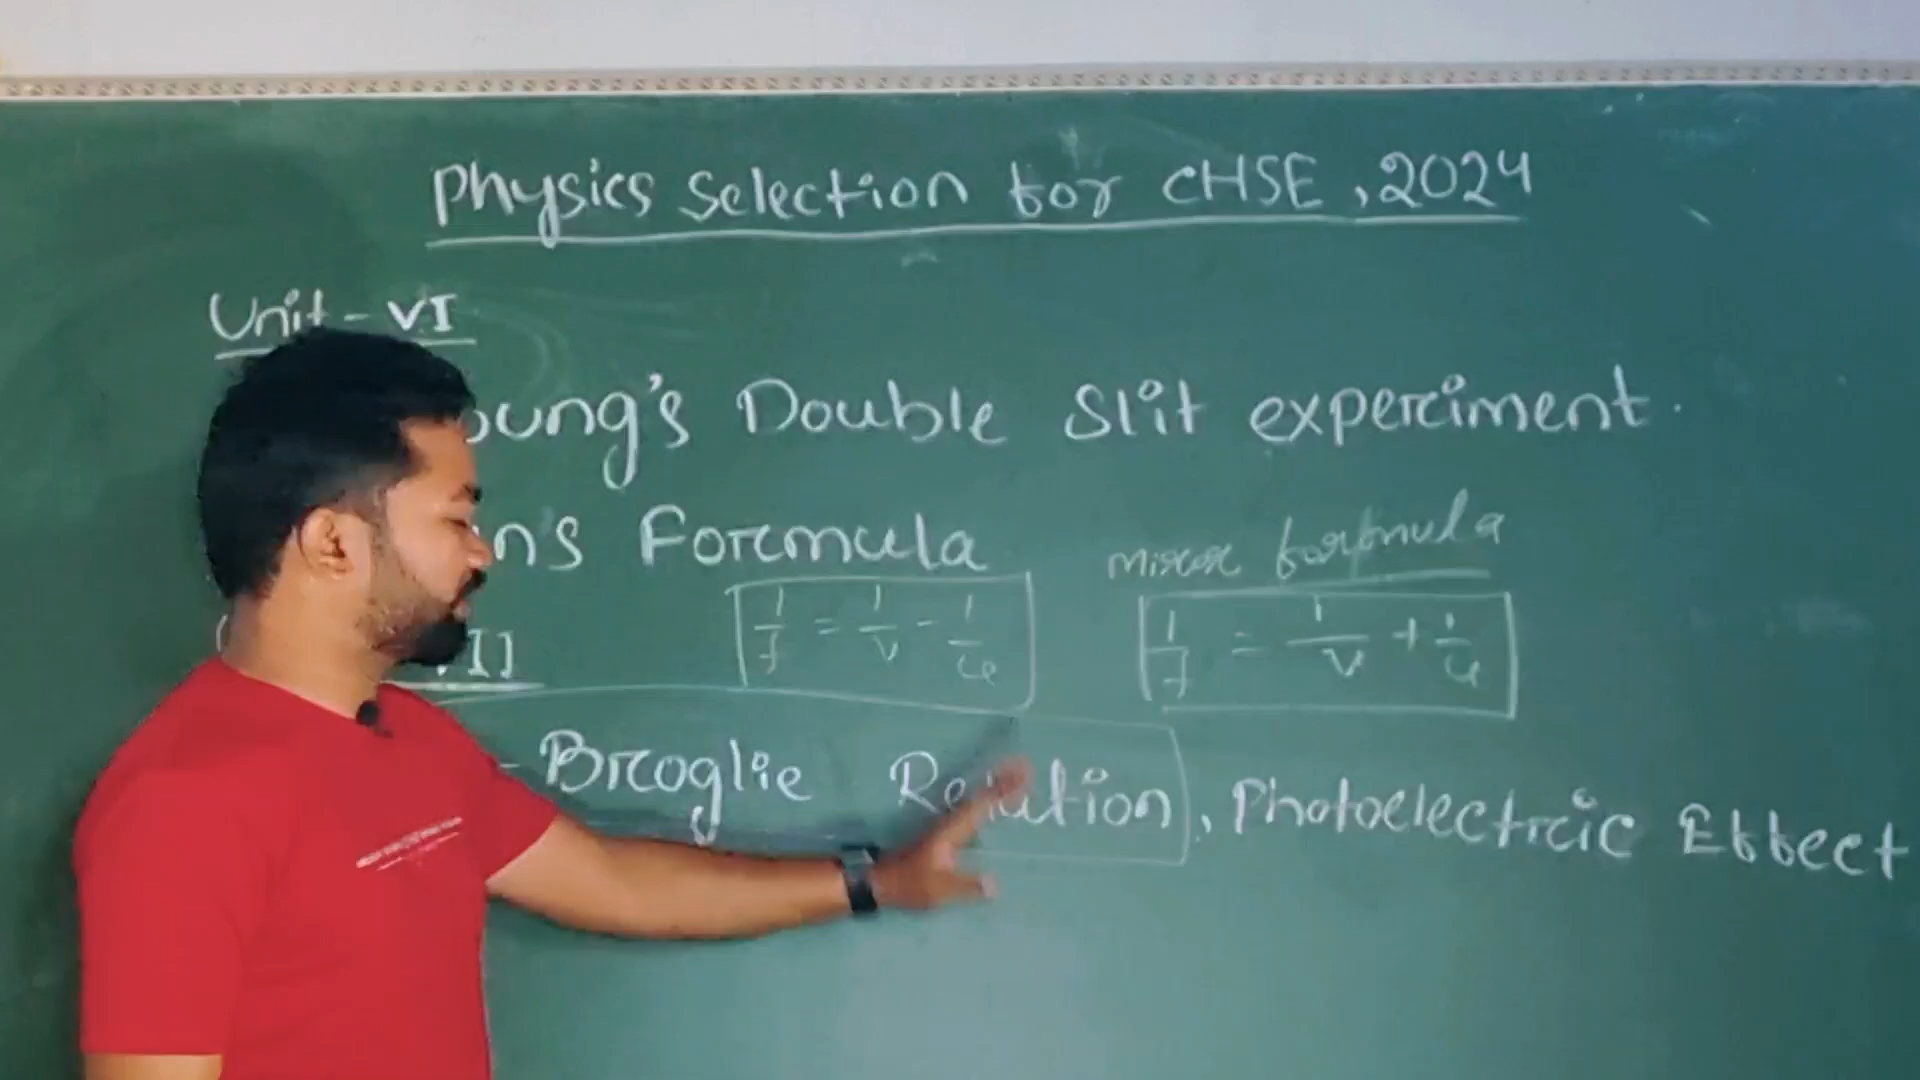 Physics Selection for CHSE, 2024
Unit - VI
oung's Double Slit experiment.
n's Formula
mirror formula
1/f = 1/v - 1/u
1/f = 1/v + 1/u
II]
- Broglie Relation, Photoelectric Effect